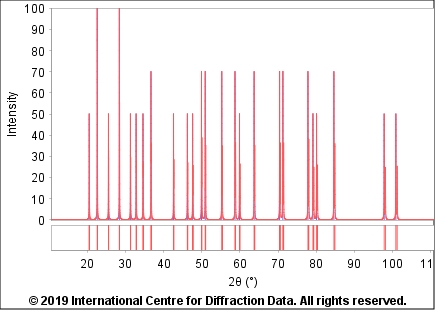 100
90
80
70
60
50
40
30
20
10
0
Intensity
20 30 40 50 60 70 80 90 100 11
2θ (°)
© 2019 International Centre for Diffraction Data. All rights reserved.